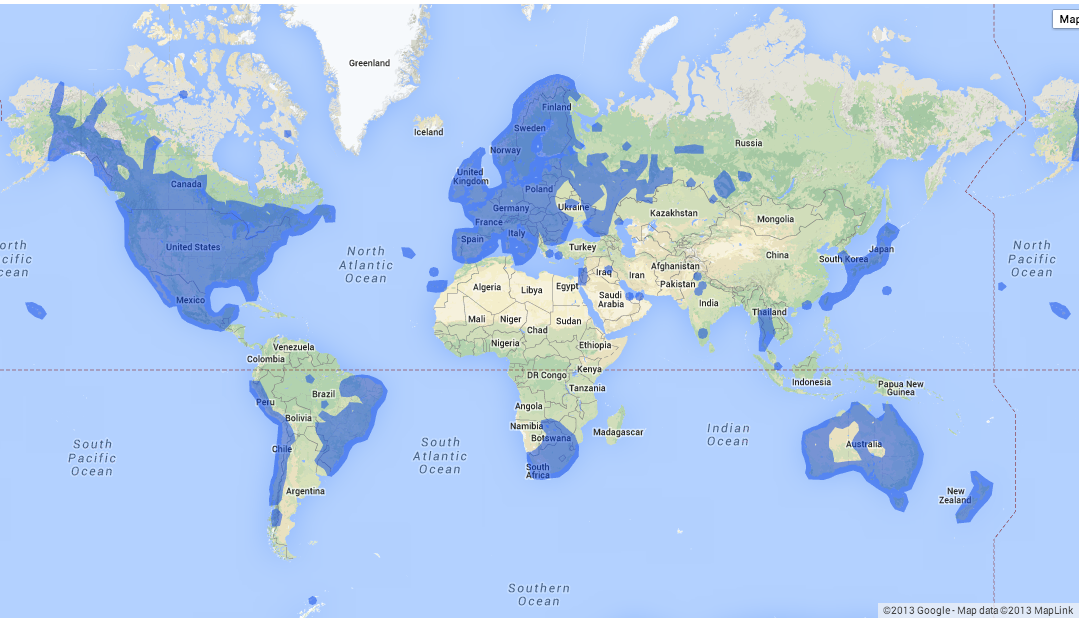 Map
Greenland
Iceland
Finland
Sweden
Norway
Russia
United
Kingdom
Poland
Canada
Germany
Ukraine
Kazakhstan
Mongolia
France
Spain
Italy
Turkey
United States
North
Atlantic
Ocean
orth
cific
cean
China
South Korea
Japan
North
Pacific
Ocean
Iraq
Iran
Afghanistan
Pakistan
Algeria
Libya
Egypt
Saudi
Arabia
India
Mexico
Mali
Niger
Chad
Sudan
Thailand
Nigeria
Ethiopia
Venezuela
Colombia
DR Congo
Kenya
Tanzania
Indonesia
Papua New
Guinea
Peru
Brazil
Bolivia
Angola
Namibia
Botswana
Madagascar
Indian
Ocean
South
Pacific
Ocean
Chile
South
Atlantic
Ocean
South
Africa
Australia
Argentina
New
Zealand
Southern
Ocean
©2013 Google - Map data ©2013 MapLink